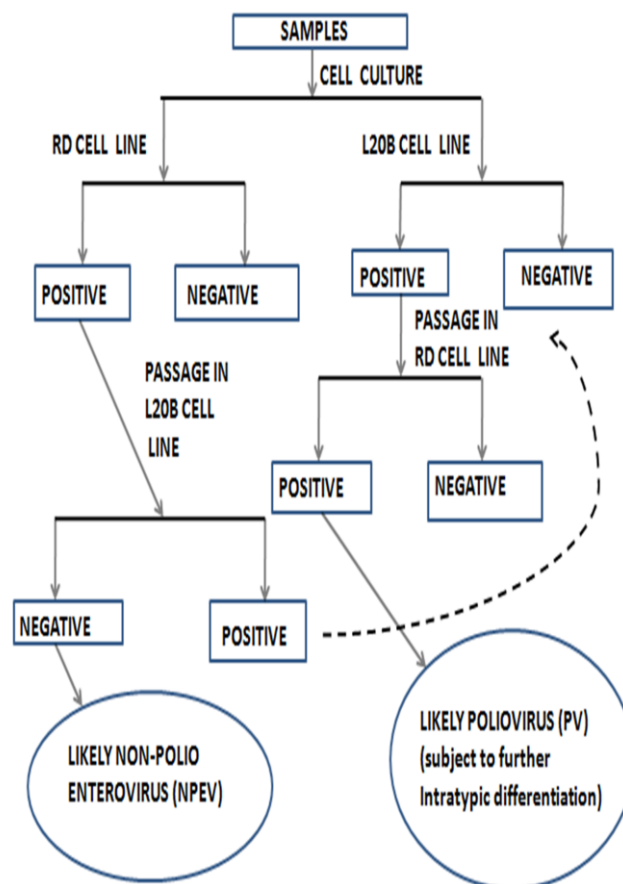 SAMPLES
CELL CULTURE
RD CELL LINE
L20B CELL LINE
POSITIVE
NEGATIVE
POSITIVE
NEGATIVE
PASSAGE IN
RD CELL LINE
PASSAGE IN
L20B CELL
LINE
POSITIVE
NEGATIVE
NEGATIVE
POSITIVE
LIKELY NON-POLIO
ENTEROVIRUS (NPEV)
LIKELY POLIOVIRUS (PV)
(subject to further
Intratypic differentiation)